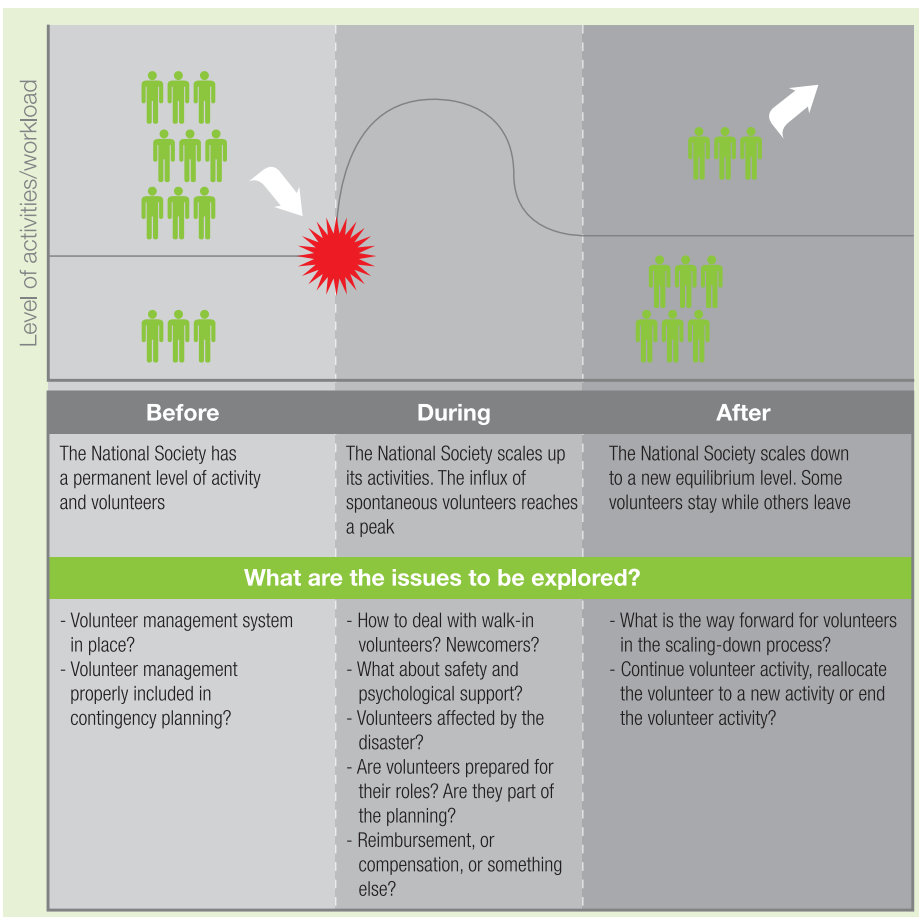 Level of activities/workload
Before
During
After
The National Society has
a permanent level of activity
and volunteers
The National Society scales up
its activities. The influx of
spontaneous volunteers reaches
a peak
The National Society scales down
to a new equilibrium level. Some
volunteers stay while others leave
What are the issues to be explored?
- Volunteer management system
in place?
- Volunteer management
properly included in
contingency planning?
- How to deal with walk-in
volunteers? Newcomers?
- What about safety and
psychological support?
- Volunteers affected by the
disaster?
- Are volunteers prepared for
their roles? Are they part of
the planning?
- Reimbursement, or
compensation, or something
else?
- What is the way forward for volunteers
in the scaling-down process?
- Continue volunteer activity, reallocate
the volunteer to a new activity or end
the volunteer activity?